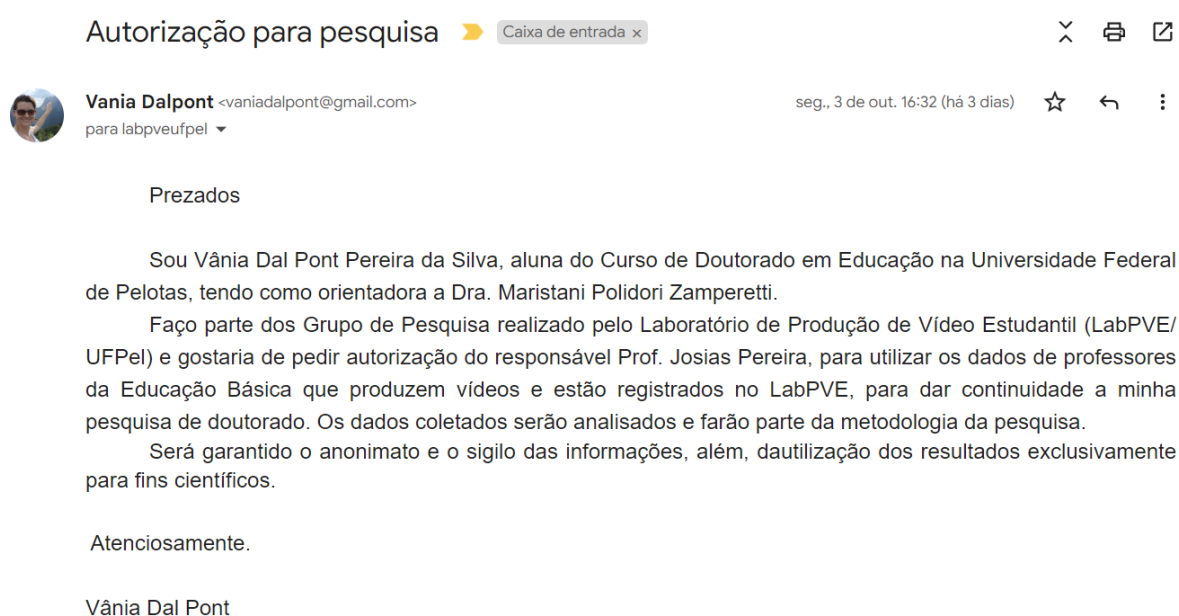 Autorização para pesquisa Caixa de entrada ×
Vania Dalpont <vaniadalpont@gmail.com> seg., 3 de out. 16:32 (há 3 dias)
para labpveufpel
Prezados
Sou Vânia Dal Pont Pereira da Silva, aluna do Curso de Doutorado em Educação na Universidade Federal
de Pelotas, tendo como orientadora a Dra. Maristani Polidori Zamperetti.
Faço parte dos Grupo de Pesquisa realizado pelo Laboratório de Produção de Vídeo Estudantil (LabPVE/
UFPel) e gostaria de pedir autorização do responsável Prof. Josias Pereira, para utilizar os dados de professores
da Educação Básica que produzem vídeos e estão registrados no LabPVE, para dar continuidade a minha
pesquisa de doutorado. Os dados coletados serão analisados e farão parte da metodologia da pesquisa.
Será garantido o anonimato e o sigilo das informações, além, dautilização dos resultados exclusivamente
para fins científicos.
Atenciosamente.
Vânia Dal Pont